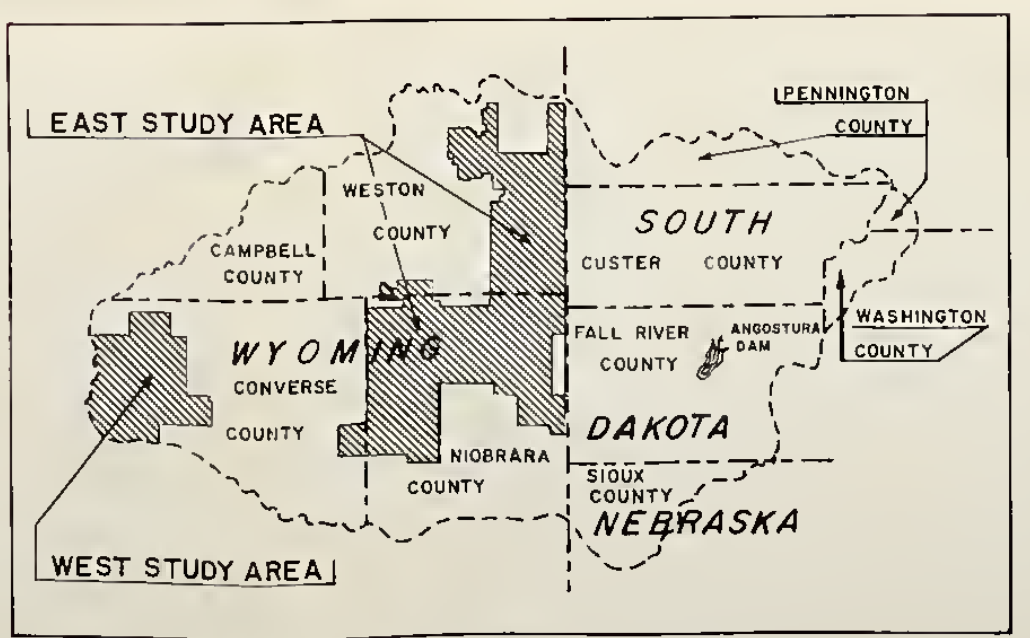 EAST STUDY AREA
PENNINGTON
COUNTY
WESTON
COUNTY
CAMPBELL
COUNTY
SOUTH
CUSTER COUNTY
WYOMING
CONVERSE
COUNTY
FALL RIVER
COUNTY
ANGOSTURA
DAM
WASHINGTON
COUNTY
DAKOTA
NIOBRARA
COUNTY
SIOUX
COUNTY
NEBRASKA
WEST STUDY AREA